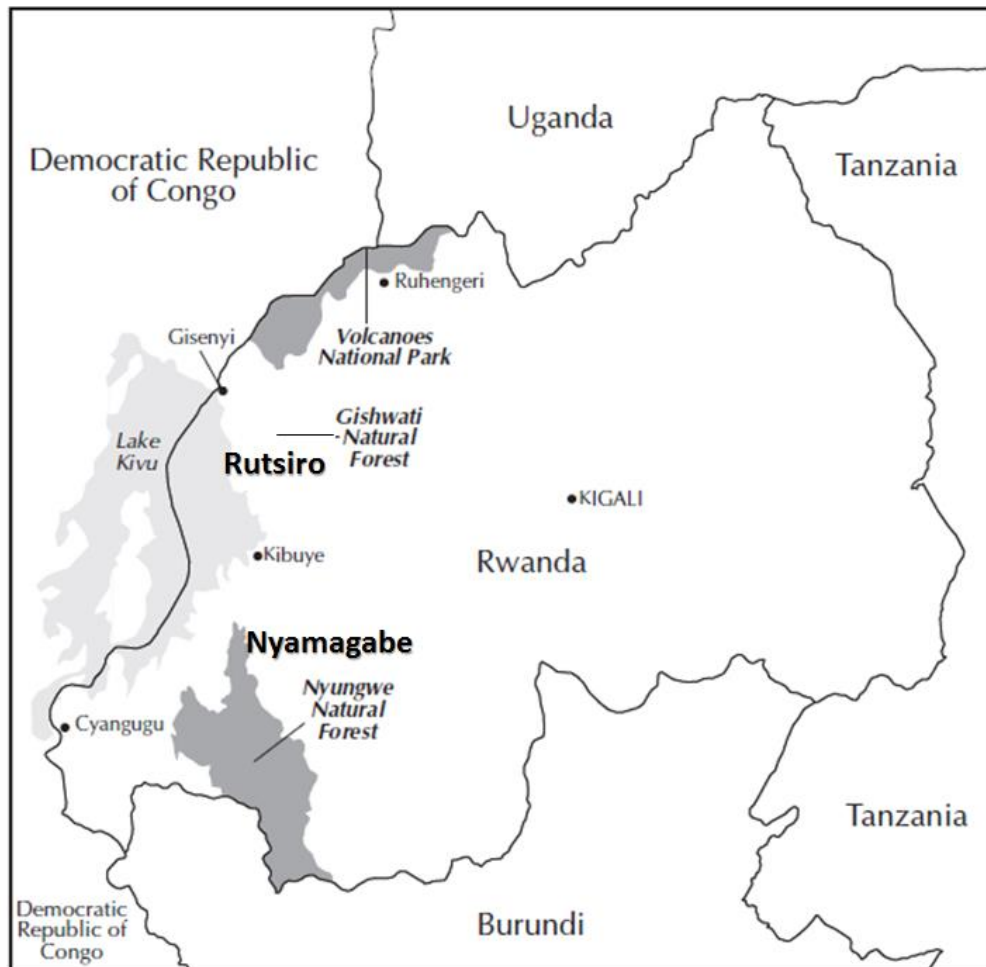 Uganda
Democratic Republic
of Congo
Tanzania
Ruhengeri
Gisenyi
Volcanoes
National Park
Gishwati
Natural
Forest
Lake
Kivu
Rutsiro
KIGALI
Kibuye
Rwanda
Nyamagabe
Nyungwe
Natural
Forest
Cyangugu
Tanzania
Democratic
Republic of
Congo
Burundi